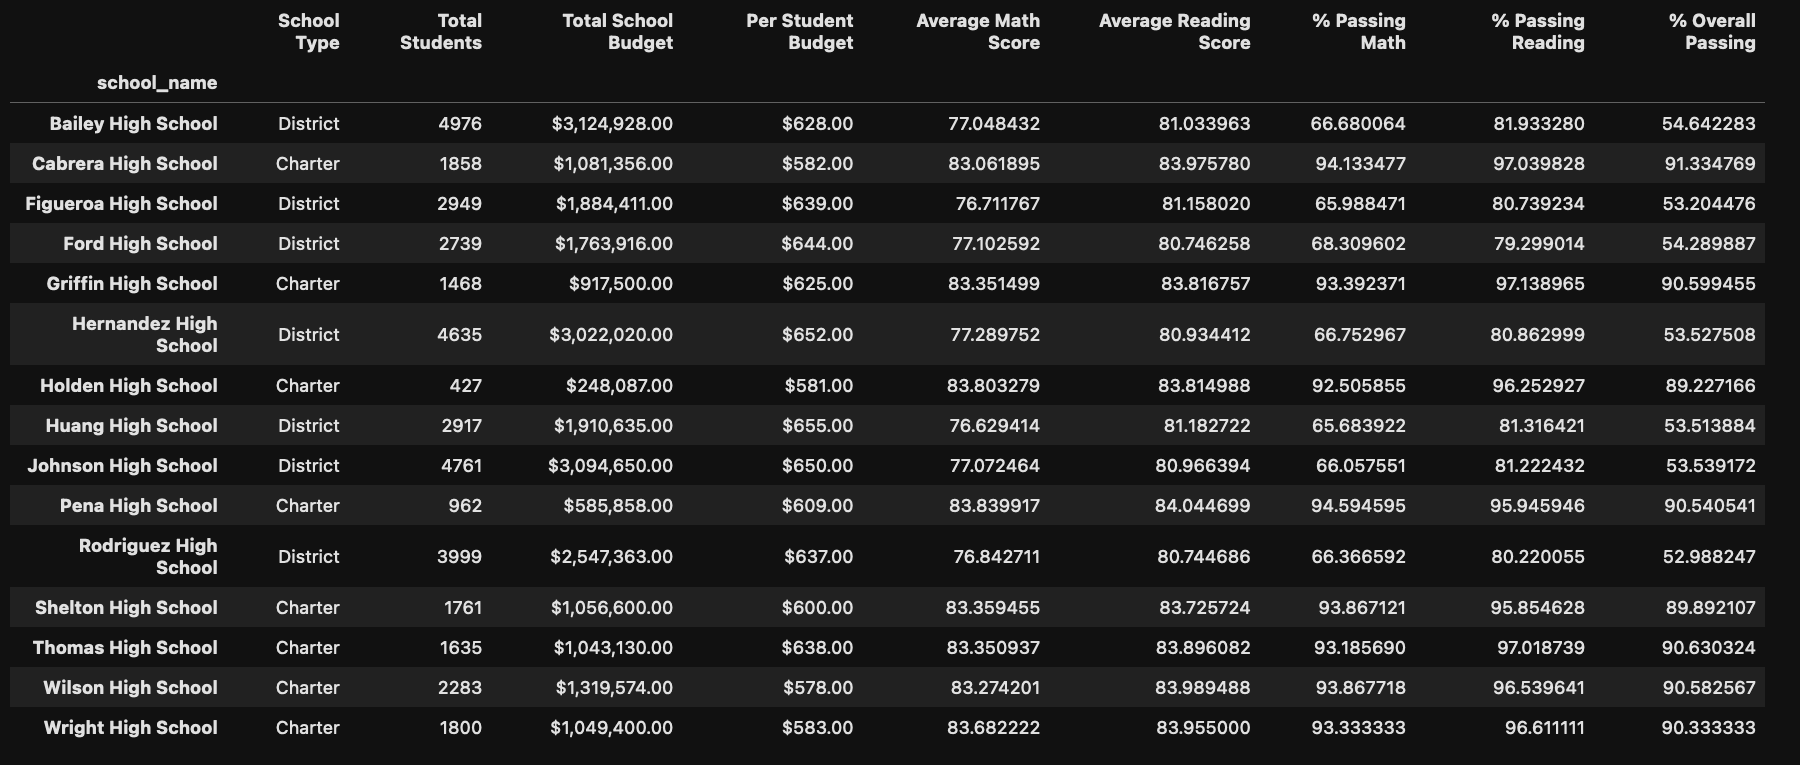 School Type Total Students Total School Budget Per Student Budget Average Math Score Average Reading Score % Passing Math % Passing Reading % Overall Passing
school_name
Bailey High School District 4976 $3,124,928.00 $628.00 77.048432 81.033963 66.680064 81.933280 54.642283
Cabrera High School Charter 1858 $1,081,356.00 $582.00 83.061895 83.975780 94.133477 97.039828 91.334769
Figueroa High School District 2949 $1,884,411.00 $639.00 76.711767 81.158020 65.988471 80.739234 53.204476
Ford High School District 2739 $1,763,916.00 $644.00 77.102592 80.746258 68.309602 79.299014 54.289887
Griffin High School Charter 1468 $917,500.00 $625.00 83.351499 83.816757 93.392371 97.138965 90.599455
Hernandez High School District 4635 $3,022,020.00 $652.00 77.289752 80.934412 66.752967 80.862999 53.527508
Holden High School Charter 427 $248,087.00 $581.00 83.803279 83.814988 92.505855 96.252927 89.227166
Huang High School District 2917 $1,910,635.00 $655.00 76.629414 81.182722 65.683922 81.316421 53.513884
Johnson High School District 4761 $3,094,650.00 $650.00 77.072464 80.966394 66.057551 81.222432 53.539172
Pena High School Charter 962 $585,858.00 $609.00 83.839917 84.044699 94.594595 95.945946 90.540541
Rodriguez High School District 3999 $2,547,363.00 $637.00 76.842711 80.744686 66.366592 80.220055 52.988247
Shelton High School Charter 1761 $1,056,600.00 $600.00 83.359455 83.725724 93.867121 95.854628 89.892107
Thomas High School Charter 1635 $1,043,130.00 $638.00 83.350937 83.896082 93.185690 97.018739 90.630324
Wilson High School Charter 2283 $1,319,574.00 $578.00 83.274201 83.989488 93.867718 96.539641 90.582567
Wright High School Charter 1800 $1,049,400.00 $583.00 83.682222 83.955000 93.333333 96.611111 90.333333